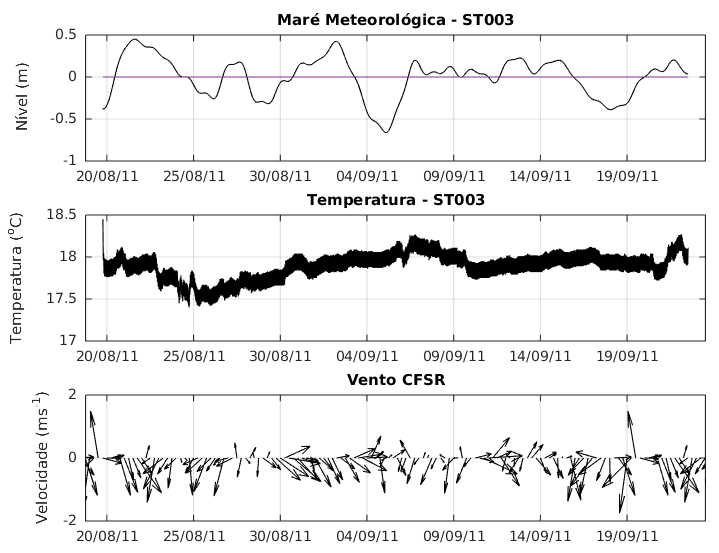 Maré Meteorológica - ST003
Nível (m)
0.5
0
-0.5
-1
20/08/11 25/08/11 30/08/11 04/09/11 09/09/11 14/09/11 19/09/11
Temperatura - ST003
Temperatura (°C)
18.5
18
17.5
17
20/08/11 25/08/11 30/08/11 04/09/11 09/09/11 14/09/11 19/09/11
Vento CFSR
Velocidade (ms⁻¹)
2
0
-2
20/08/11 25/08/11 30/08/11 04/09/11 09/09/11 14/09/11 19/09/11